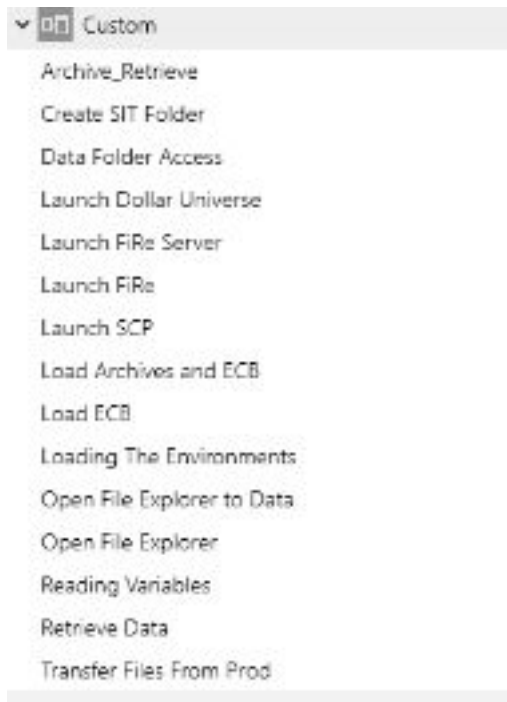 Custom
Archive_Retrieve
Create SIT Folder
Data Folder Access
Launch Dollar Universe
Launch FiRe Server
Launch FiRe
Launch SCP
Load Archives and ECB
Load ECB
Loading The Environments
Open File Explorer to Data
Open File Explorer
Reading Variables
Retrieve Data
Transfer Files From Prod